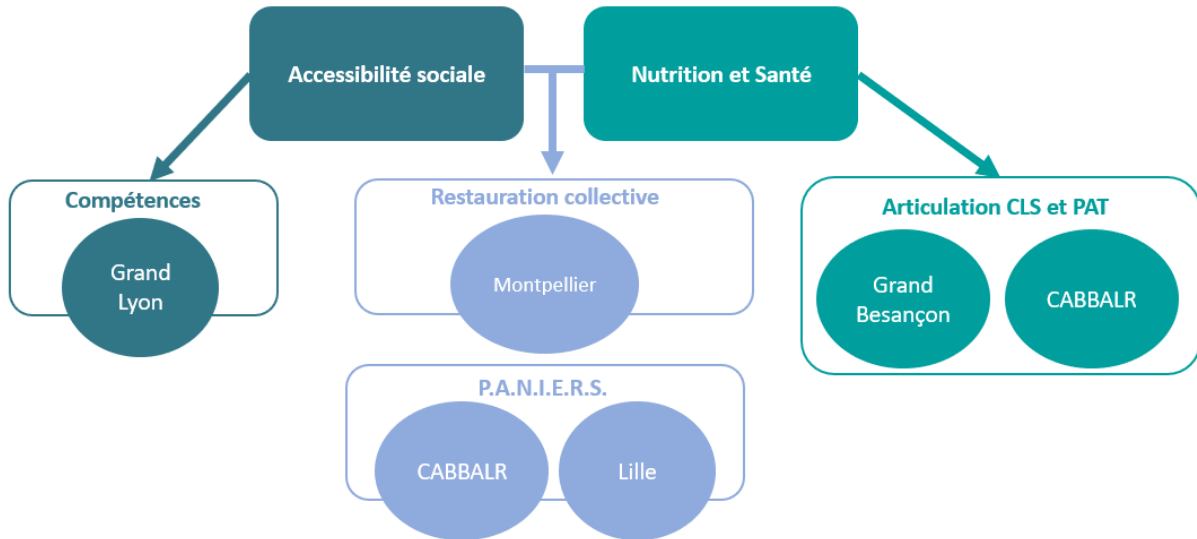 Accessibilité sociale
Nutrition et Santé
Compétences
Grand
Lyon
Restauration collective
Montpellier
Articulation CLS et PAT
Grand
Besançon
CABBALR
P.A.N.I.E.R.S.
CABBALR
Lille